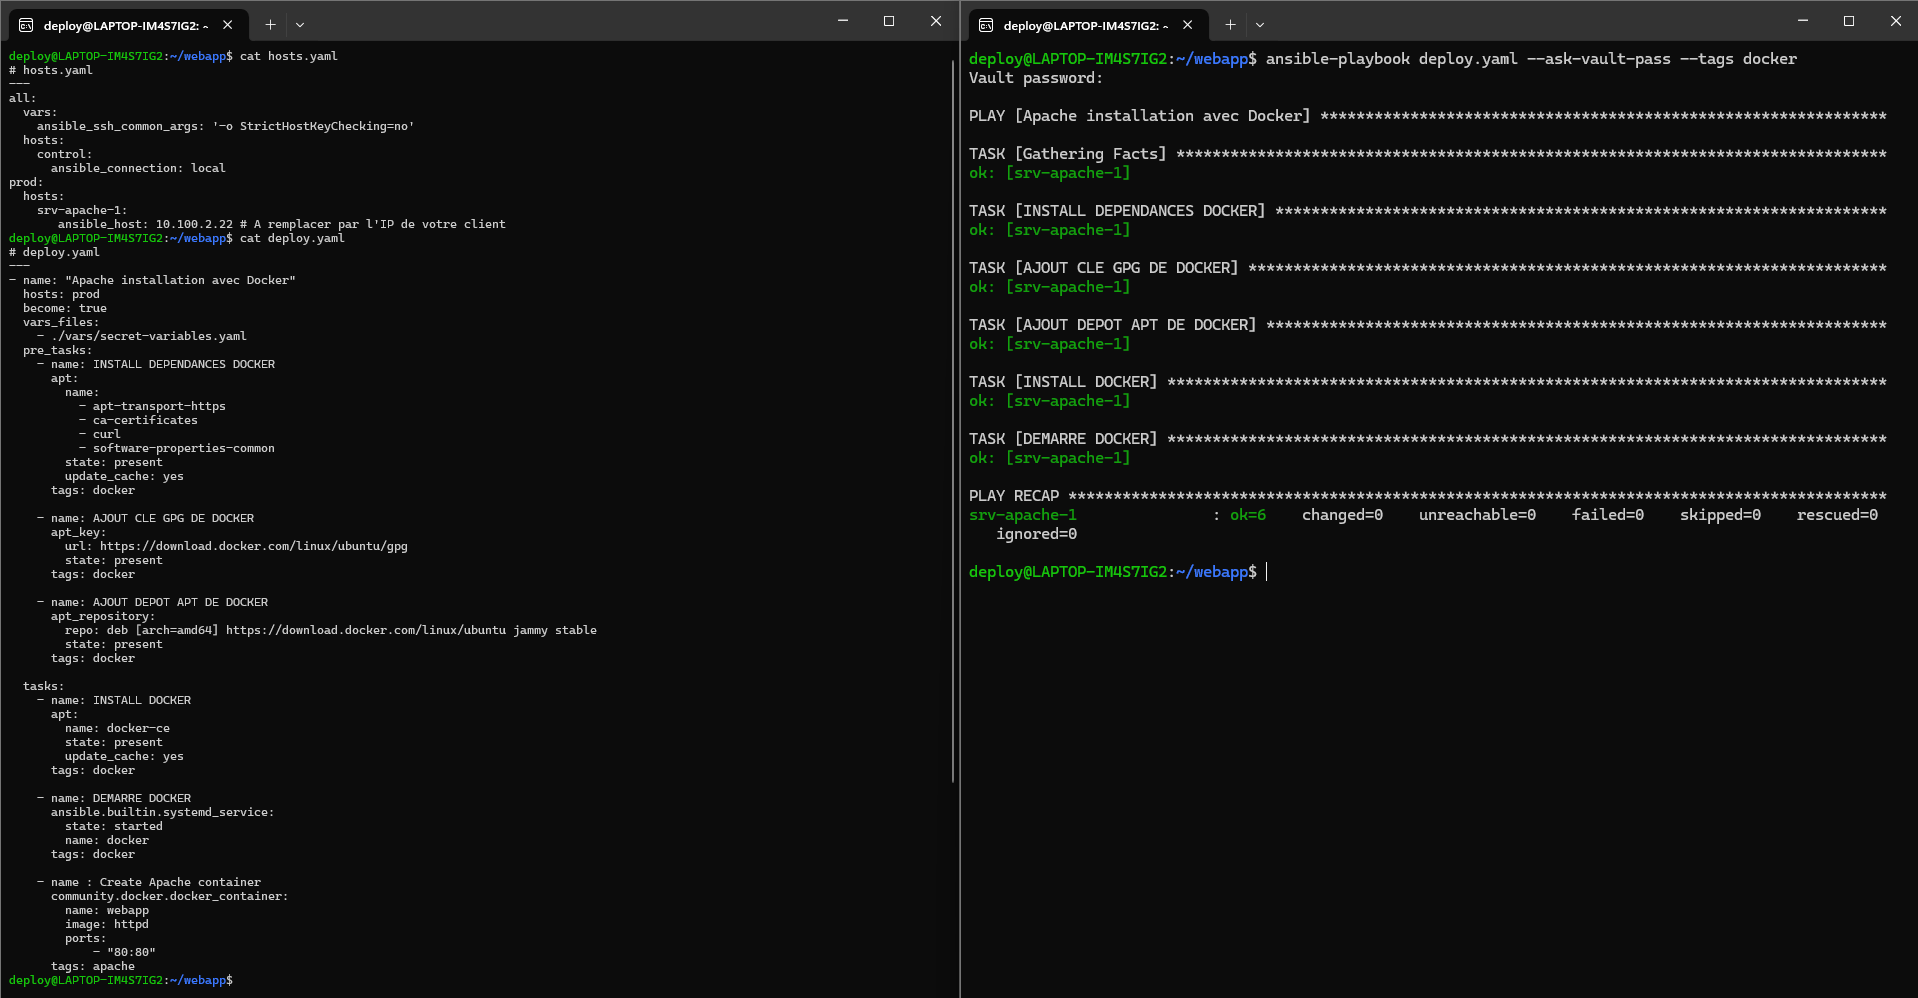 deploy@LAPTOP-IM4S7IG2: ~
deploy@LAPTOP-IM4S7IG2:~/webapp$ cat hosts.yaml
# hosts.yaml
---
all:
  vars:
    ansible_ssh_common_args: '-o StrictHostKeyChecking=no'
  hosts:
    control:
      ansible_connection: local
prod:
  hosts:
    srv-apache-1:
       ansible_host: 10.100.2.22 # A remplacer par l'IP de votre client
deploy@LAPTOP-IM4S7IG2:~/webapp$ cat deploy.yaml
# deploy.yaml
---
- name: "Apache installation avec Docker"
  hosts: prod
  become: true
  vars_files:
    - ./vars/secret-variables.yaml
  pre_tasks:
    - name: INSTALL DEPENDANCES DOCKER
      apt:
        name:
          - apt-transport-https
          - ca-certificates
          - curl
          - software-properties-common
        state: present
        update_cache: yes
      tags: docker

    - name: AJOUT CLE GPG DE DOCKER
      apt_key:
        url: https://download.docker.com/linux/ubuntu/gpg
        state: present
      tags: docker

    - name: AJOUT DEPOT APT DE DOCKER
      apt_repository:
        repo: deb [arch=amd64] https://download.docker.com/linux/ubuntu jammy stable
        state: present
      tags: docker

  tasks:
    - name: INSTALL DOCKER
      apt:
        name: docker-ce
        state: present
        update_cache: yes
      tags: docker

    - name: DEMARRE DOCKER
      ansible.builtin.systemd_service:
        state: started
        name: docker
      tags: docker

    - name : Create Apache container
      community.docker.docker_container:
        name: webapp
        image: httpd
        ports:
            - "80:80"
      tags: apache
deploy@LAPTOP-IM4S7IG2:~/webapp$
deploy@LAPTOP-IM4S7IG2: ~
deploy@LAPTOP-IM4S7IG2:~/webapp$ ansible-playbook deploy.yaml --ask-vault-pass --tags docker
Vault password:

PLAY [Apache installation avec Docker] ***************************************************************

TASK [Gathering Facts] *******************************************************************************
ok: [srv-apache-1]

TASK [INSTALL DEPENDANCES DOCKER] ********************************************************************
ok: [srv-apache-1]

TASK [AJOUT CLE GPG DE DOCKER] ***********************************************************************
ok: [srv-apache-1]

TASK [AJOUT DEPOT APT DE DOCKER] *********************************************************************
ok: [srv-apache-1]

TASK [INSTALL DOCKER] ********************************************************************************
ok: [srv-apache-1]

TASK [DEMARRE DOCKER] ********************************************************************************
ok: [srv-apache-1]

PLAY RECAP *******************************************************************************************
srv-apache-1               : ok=6    changed=0    unreachable=0    failed=0    skipped=0    rescued=0
   ignored=0

deploy@LAPTOP-IM4S7IG2:~/webapp$